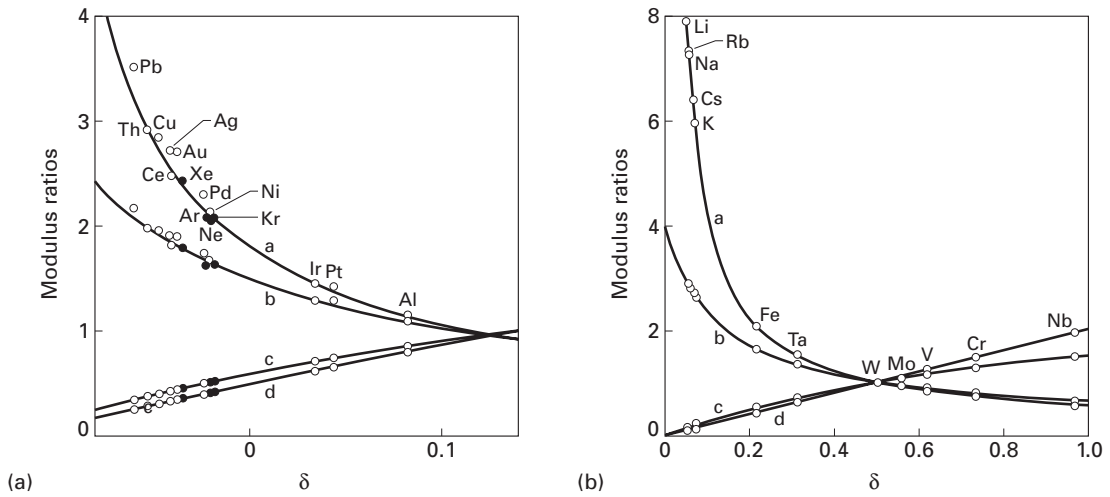 4
3
2
1
0
Modulus ratios
Pb
Th
Cu
Ag
Au
Ce
Xe
Pd
Ni
Ar
Kr
Ne
a
b
Ir
Pt
Al
c
d
0
0.1
(a)
δ
8
6
4
2
0
Modulus ratios
Li
Rb
Na
Cs
K
a
b
Fe
Ta
W
Mo
V
Cr
Nb
c
d
0
0.2
0.4
0.6
0.8
1.0
(b)
δ